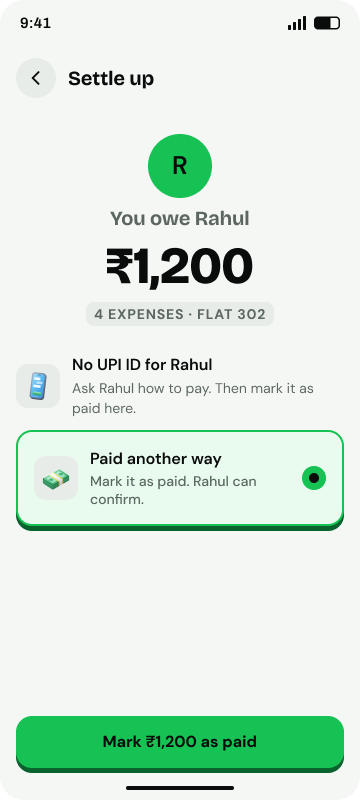 9:41
Settle up
R
You owe Rahul
₹1,200
4 EXPENSES · FLAT 302
No UPI ID for Rahul
Ask Rahul how to pay. Then mark it as
paid here.
Paid another way
Mark it as paid. Rahul can
confirm.
Mark ₹1,200 as paid